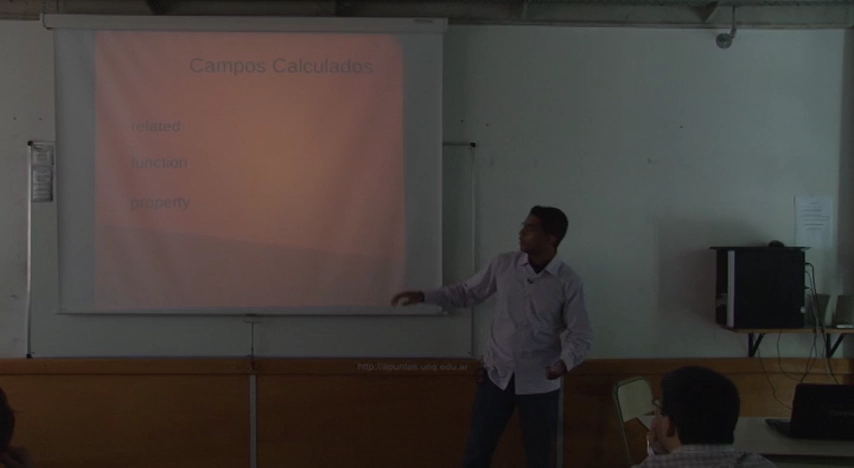 Campos Calculados
related
function
property
http://apuntes.unq.edu.ar